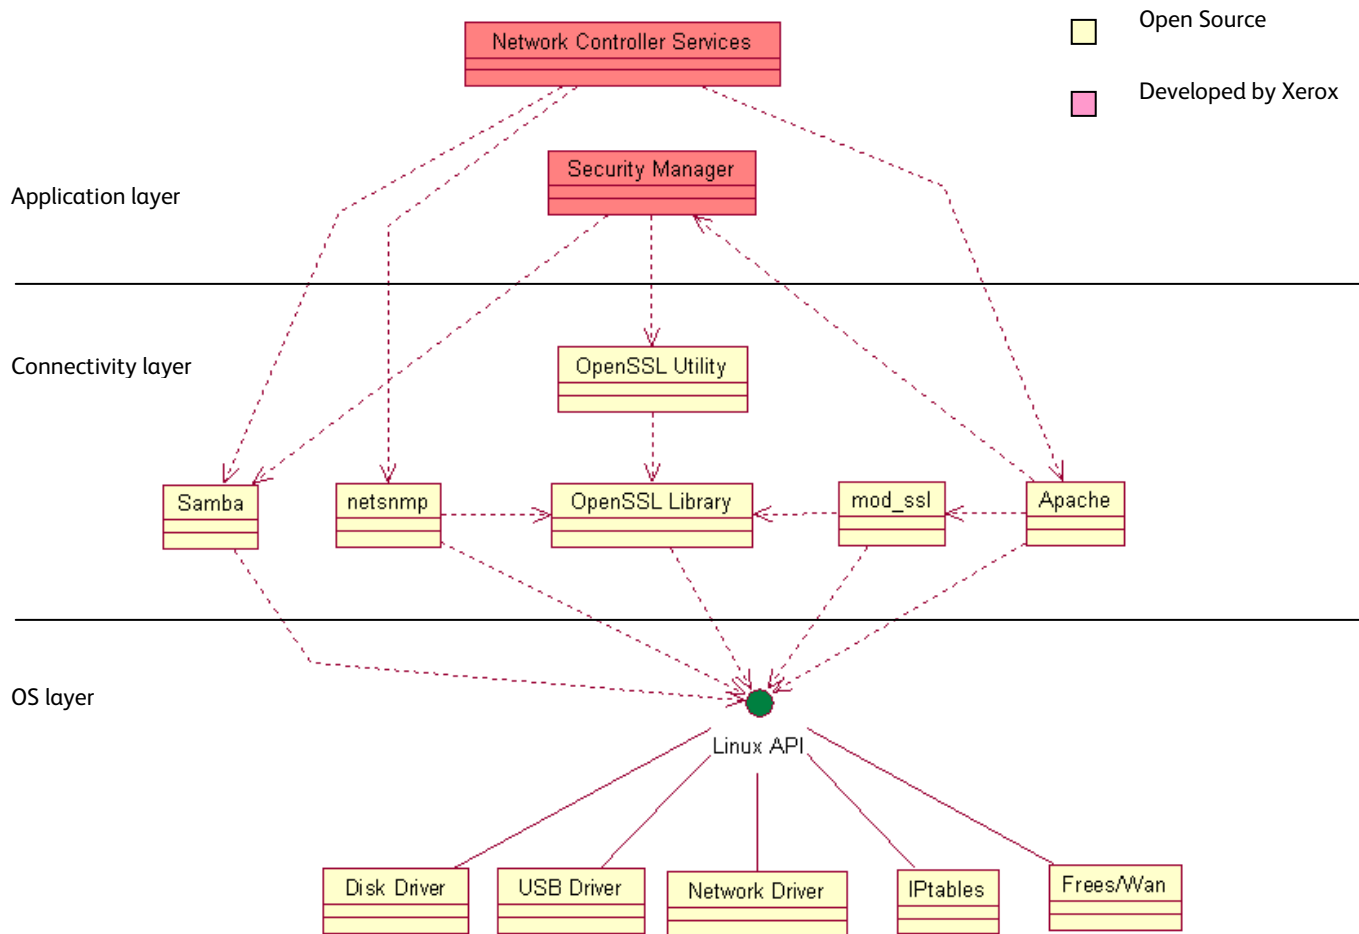 Open Source
Network Controller Services
Developed by Xerox
Security Manager
Application layer
Connectivity layer
OpenSSL Utility
Samba
netsnmp
OpenSSL Library
mod_ssl
Apache
OS layer
Linux API
Disk Driver
USB Driver
Network Driver
IPtables
Frees/Wan